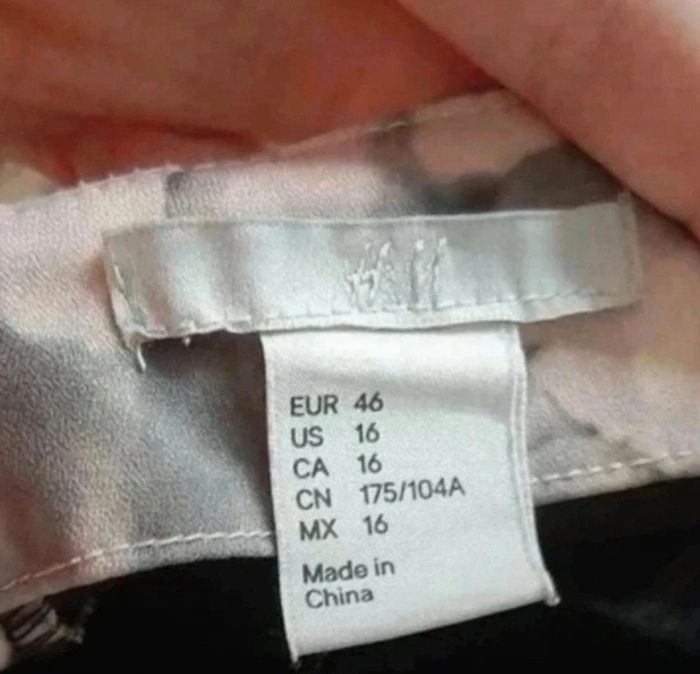 H&M
EUR 46
US 16
CA 16
CN 175/104A
MX 16
Made in
China